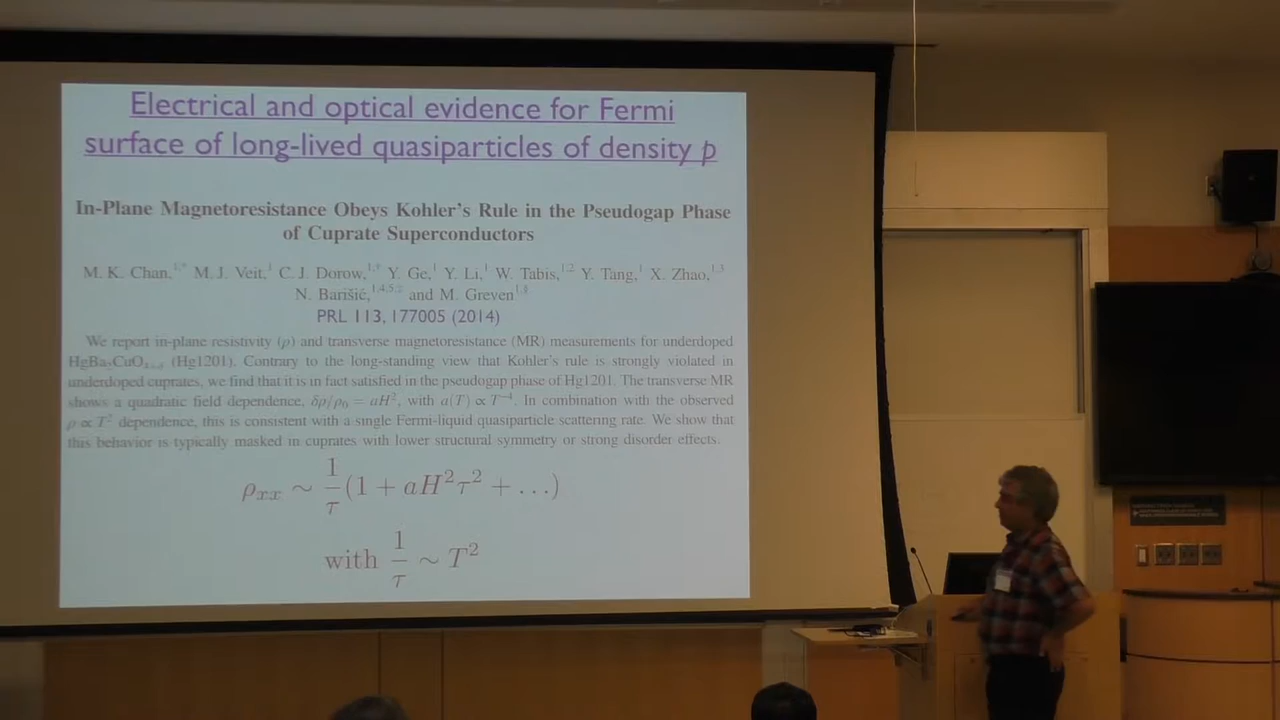 Electrical and optical evidence for Fermi
surface of long-lived quasiparticles of density p
In-Plane Magnetoresistance Obeys Kohler's Rule in the Pseudogap Phase
of Cuprate Superconductors
M. K. Chan, M. J. Veit, C. J. Dorow, Y. Ge, Y. Li, W. Tabis, Y. Tang, X. Zhao,
N. Barišić, and M. Greven
PRL 113, 177005 (2014)
We report in-plane resistivity (ρ) and transverse magnetoresistance (MR) measurements for underdoped
HgBa₂CuO₄₊δ (Hg1201). Contrary to the long-standing view that Kohler's rule is strongly violated in
underdoped cuprates, we find that it is in fact satisfied in the pseudogap phase of Hg1201. The transverse MR
shows a quadratic field dependence, δρ/ρ₀ = aH², with a(T) ∝ T⁻⁴. In combination with the observed
ρ ∝ T² dependence, this is consistent with a single Fermi-liquid quasiparticle scattering rate. We show that
this behavior is typically masked in cuprates with lower structural symmetry or strong disorder effects.
ρxx ∼ 1/τ (1 + aH²τ² + …)
with 1/τ ∼ T²